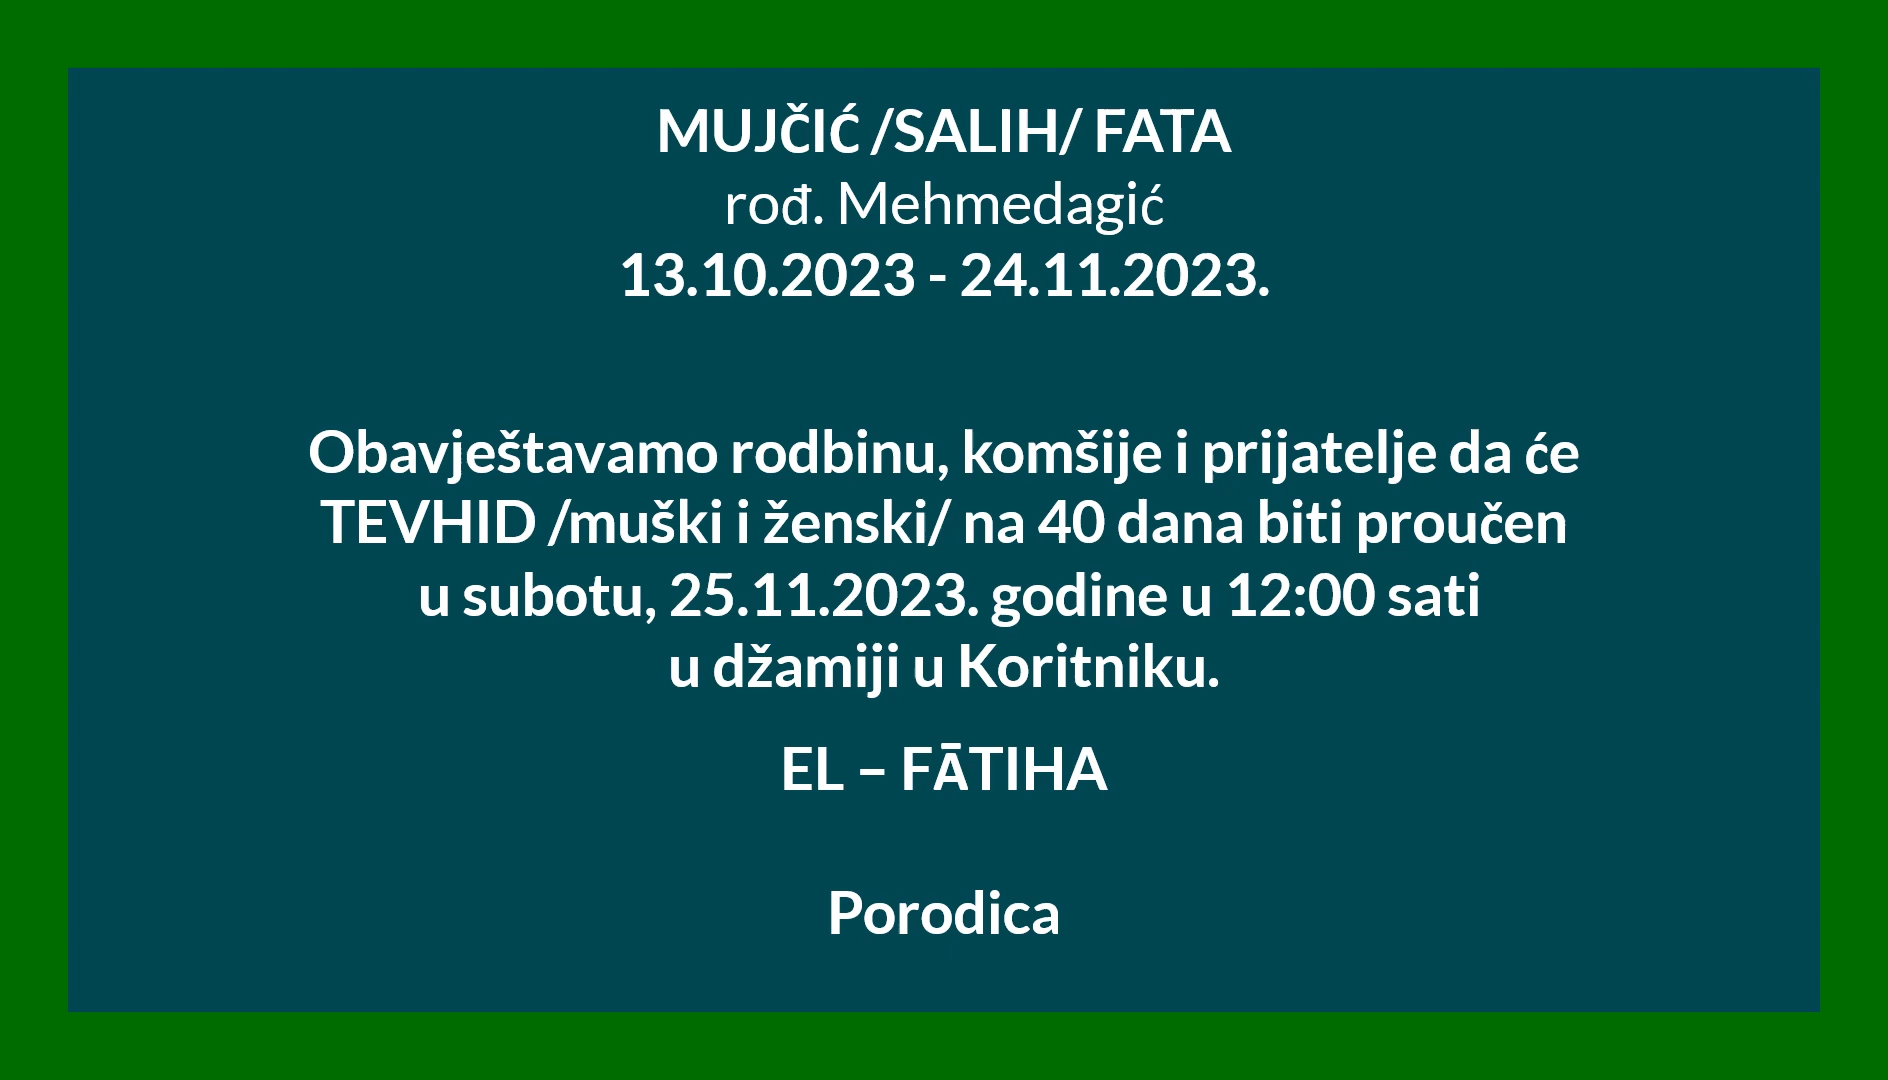 MUJČIĆ /SALIH/ FATA
rođ. Mehmedagić
13.10.2023 - 24.11.2023.
Obavještavamo rodbinu, komšije i prijatelje da će
TEVHID /muški i ženski/ na 40 dana biti proučen
u subotu, 25.11.2023. godine u 12:00 sati
u džamiji u Koritniku.
EL – FĀTIHA
Porodica